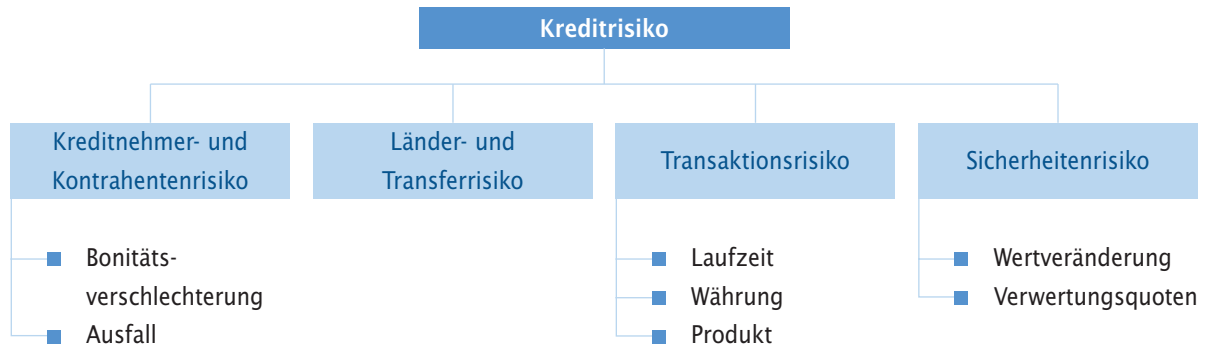 Kreditrisiko
Kreditnehmer- und
Kontrahentenrisiko
Bonitäts-
verschlechterung
Ausfall
Länder- und
Transferrisiko
Transaktionsrisiko
Laufzeit
Währung
Produkt
Sicherheitenrisiko
Wertveränderung
Verwertungsquoten